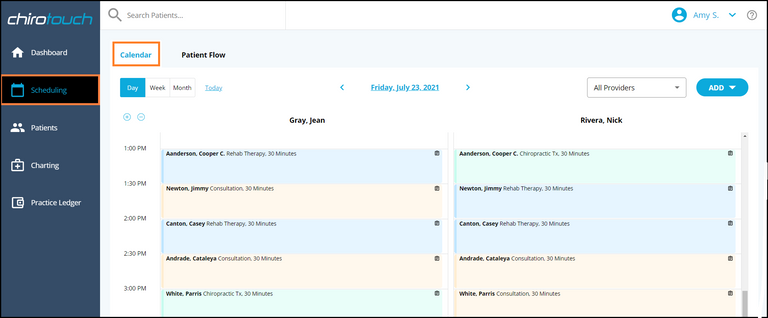 chirotouch
Search Patients...
Amy S.
Dashboard
Scheduling
Patients
Charting
Practice Ledger
Calendar
Patient Flow
Day
Week
Month
Today
Friday, July 23, 2021
All Providers
ADD
Gray, Jean
Rivera, Nick
1:00 PM
Aanderson, Cooper C. Rehab Therapy, 30 Minutes
Aanderson, Cooper C. Chiropractic Tx, 30 Minutes
1:30 PM
Newton, Jimmy Consultation, 30 Minutes
Newton, Jimmy Rehab Therapy, 30 Minutes
2:00 PM
Canton, Casey Rehab Therapy, 30 Minutes
Canton, Casey Rehab Therapy, 30 Minutes
2:30 PM
Andrade, Cataleya Consultation, 30 Minutes
Andrade, Cataleya Consultation, 30 Minutes
3:00 PM
White, Parris Chiropractic Tx, 30 Minutes
White, Parris Consultation, 30 Minutes